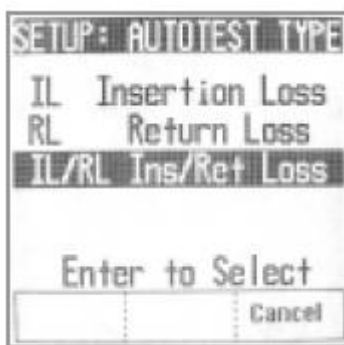 SETUP: AUTOTEST TYPE
IL Insertion Loss
RL Return Loss
IL/RL Ins/Ret Loss
Enter to Select
Cancel